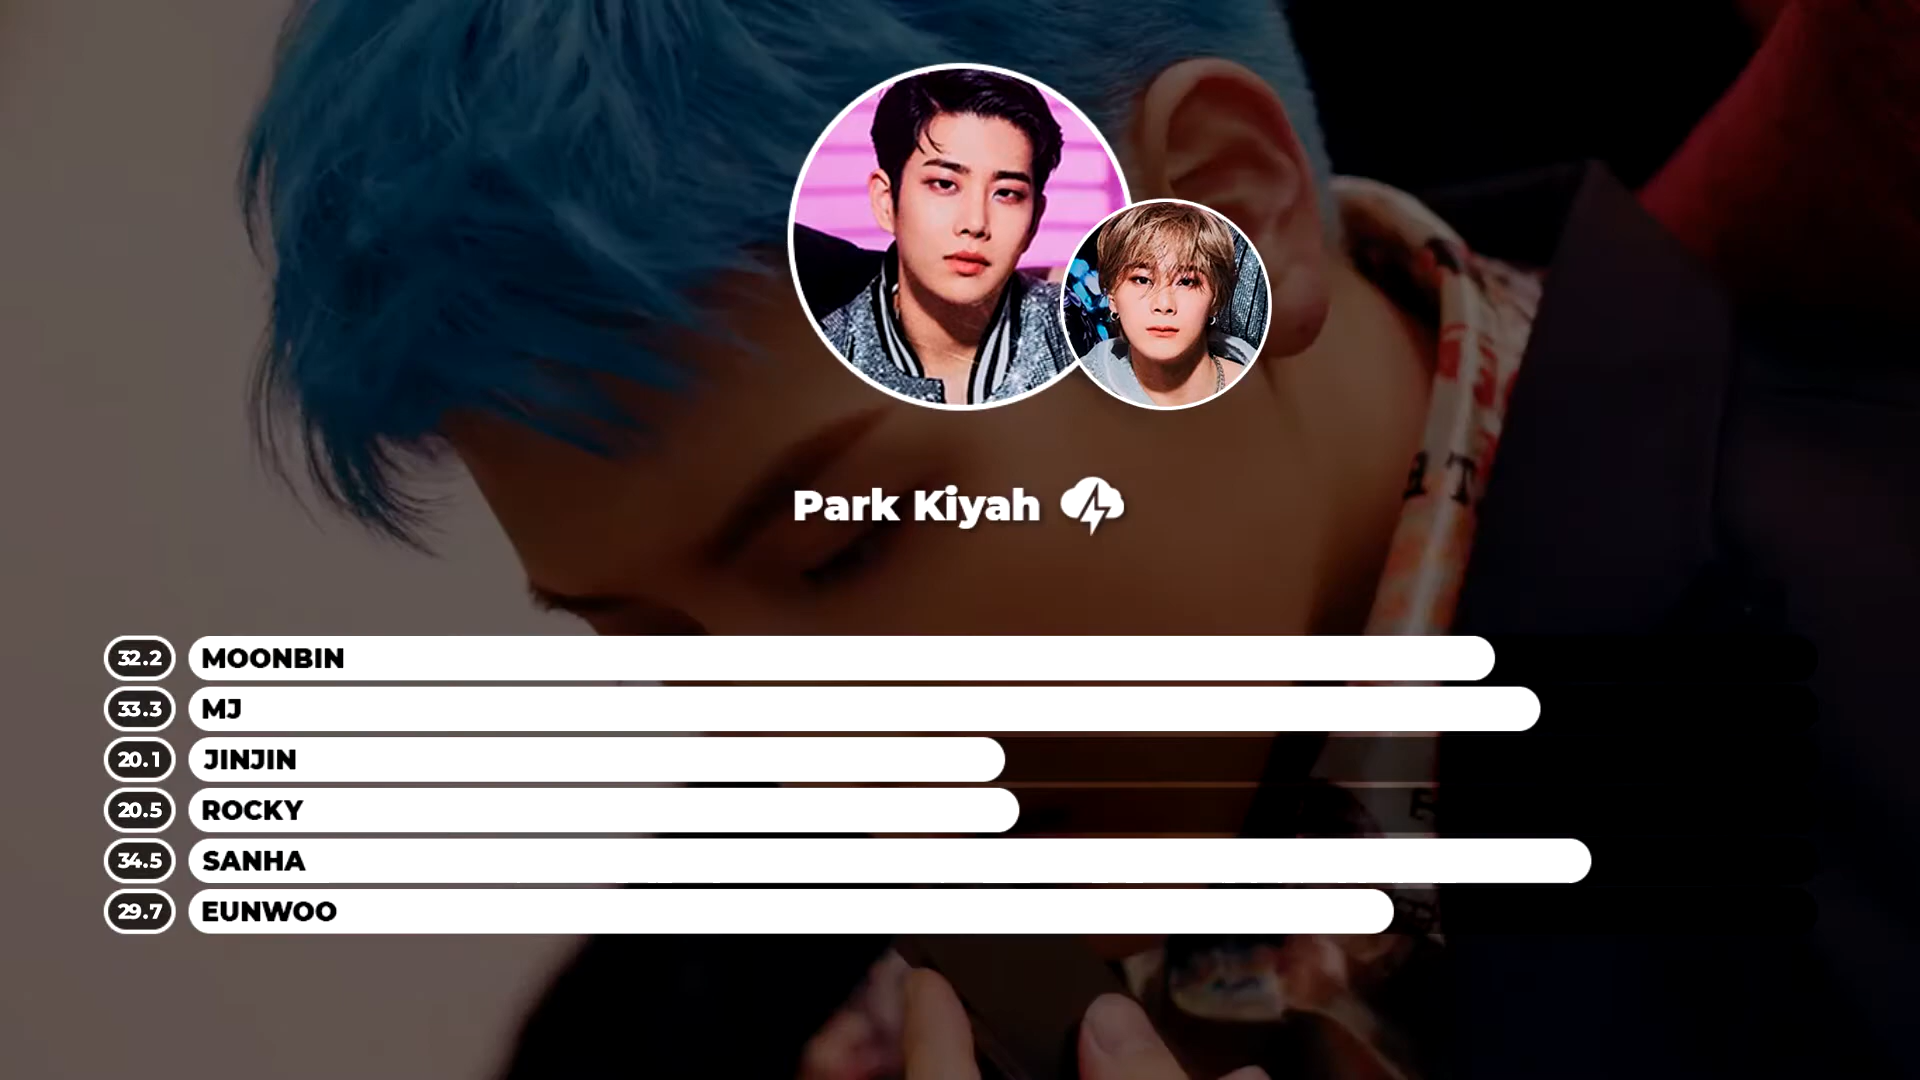 Park Kiyah
32.2 MOONBIN
33.3 MJ
20.1 JINJIN
20.5 ROCKY
34.5 SANHA
29.7 EUNWOO